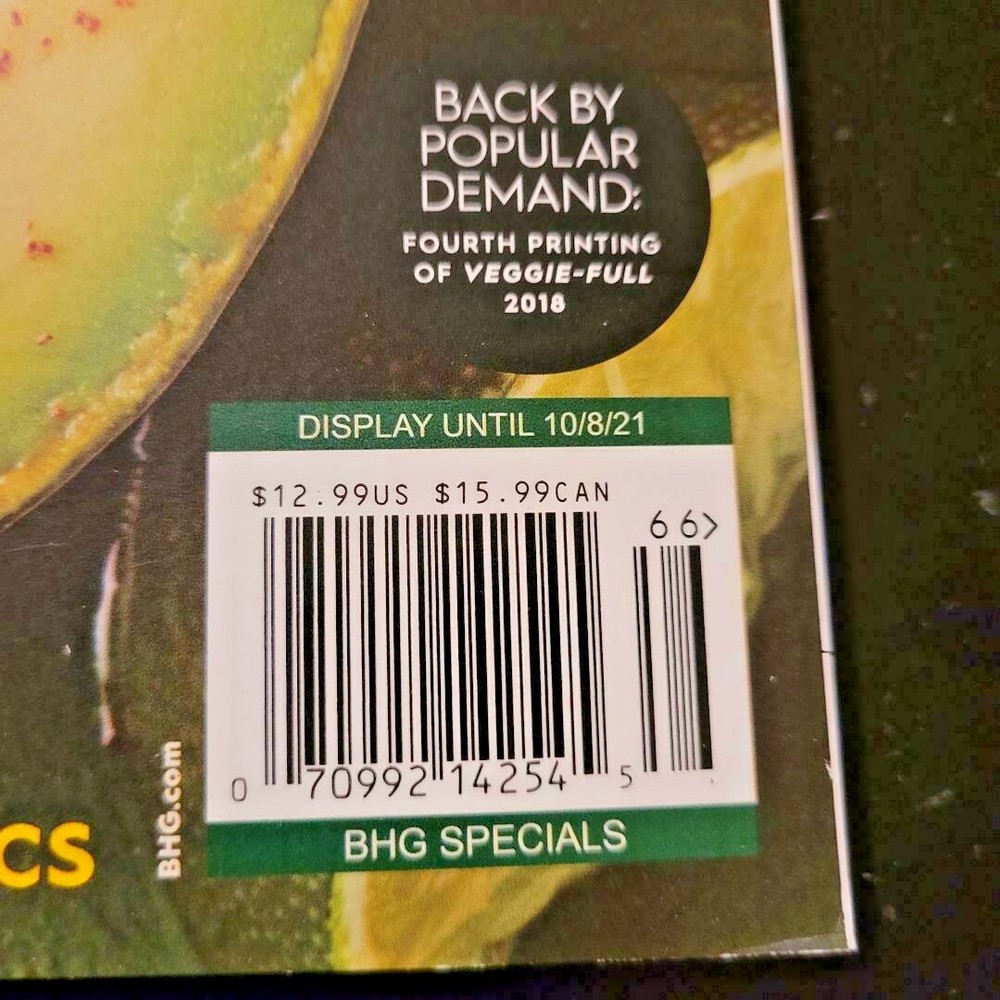 BACK BY
POPULAR
DEMAND:
FOURTH PRINTING
OF VEGGIE-FULL
2018
DISPLAY UNTIL 10/8/21
$12.99US $15.99CAN
66>
0 70992 14254 5
BHG SPECIALS
BHG.com
CS